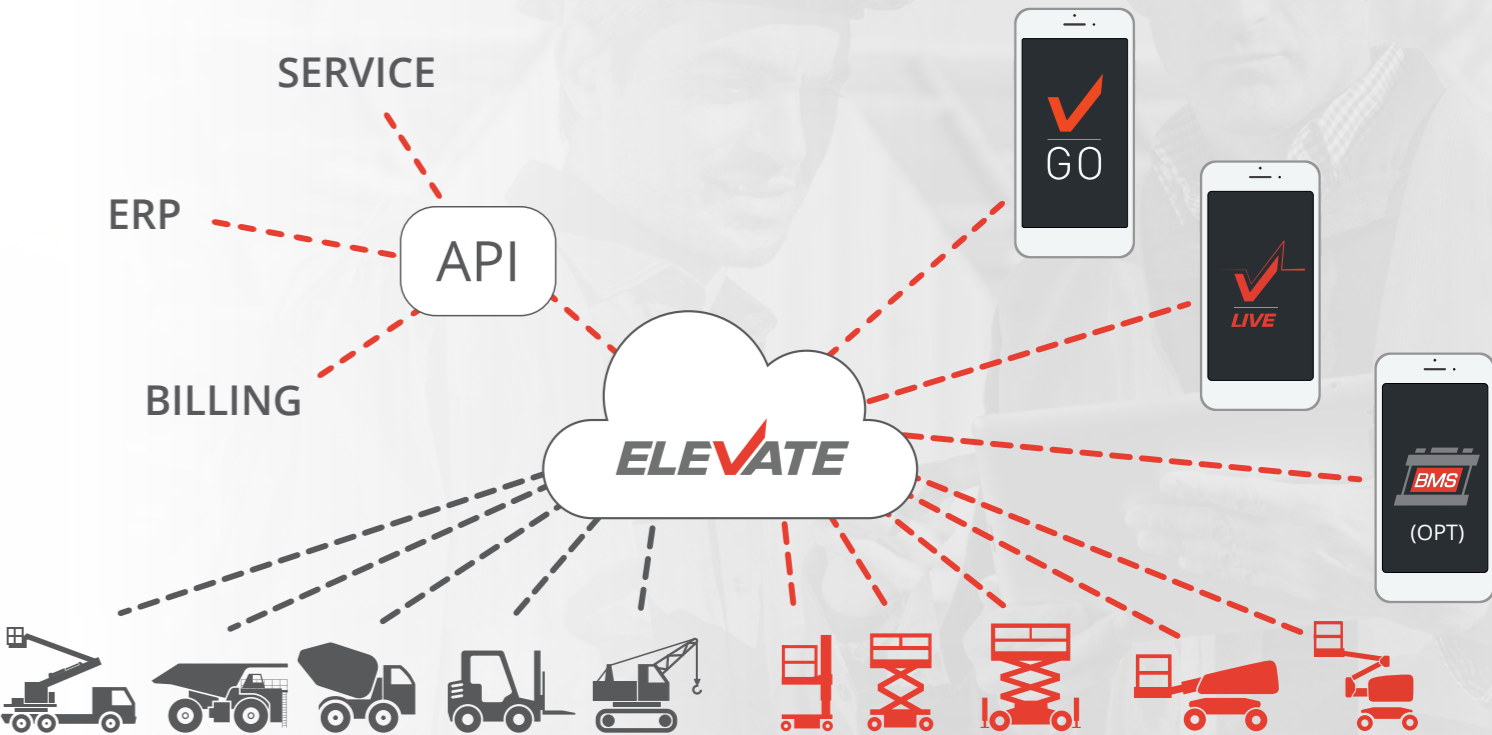 SERVICE
ERP
API
BILLING
ELEVATE
GO
LIVE
BMS
(OPT)